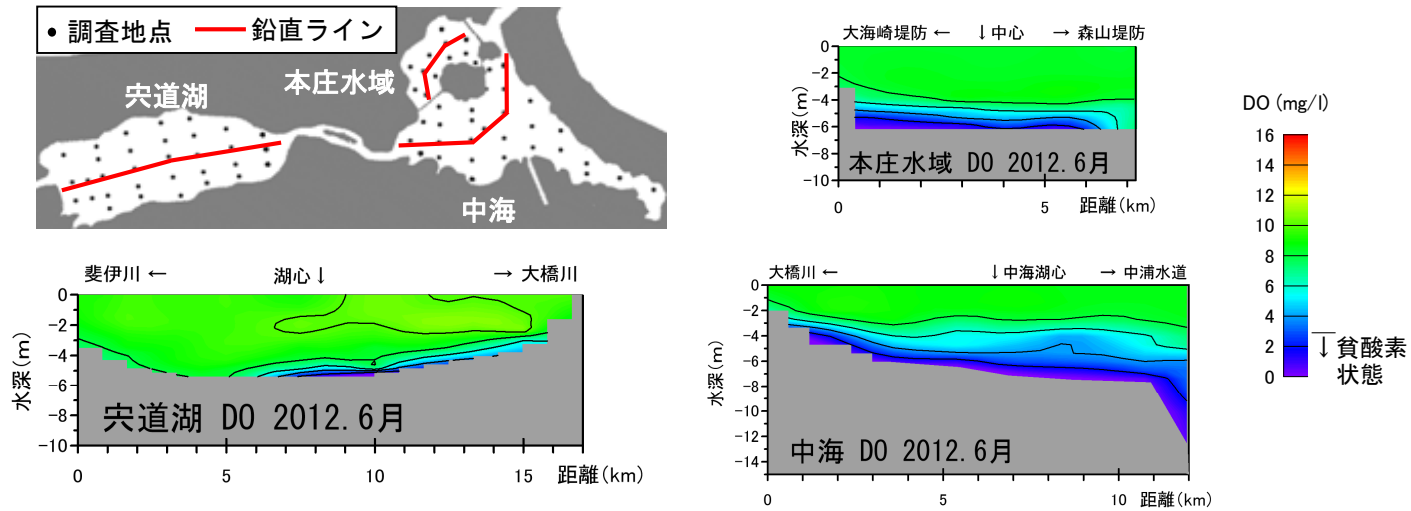 ● 調査地点 ― 鉛直ライン
本庄水域
宍道湖
中海
大海崎堤防 ← ↓中心 → 森山堤防
0
-2
-4
-6
-8
-10
水深(m)
本庄水域 DO 2012.6月
0 5 距離(km)
DO (mg/l)
16
14
12
10
8
6
4
2
0
↓ 貧酸素
状態
斐伊川 ← 湖心↓ → 大橋川
0
-2
-4
-6
-8
-10
水深(m)
4
宍道湖 DO 2012.6月
0 5 10 15 距離(km)
大橋川 ← ↓中海湖心 → 中浦水道
0
-2
-4
-6
-8
-10
-12
-14
水深(m)
中海 DO 2012.6月
0 5 10 距離(km)